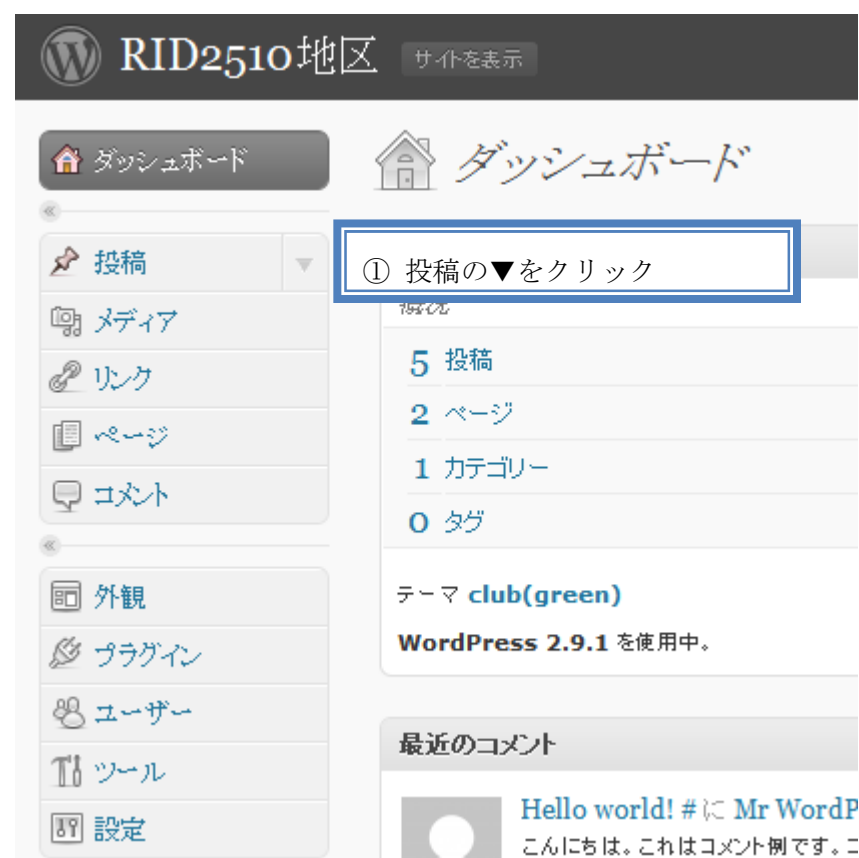 RID2510地区 サイトを表示
ダッシュボード
ダッシュボード
投稿
① 投稿の▼をクリック
メディア
リンク
ページ
コメント
外観
プラグイン
ユーザー
ツール
設定
5 投稿
2 ページ
1 カテゴリー
0 タグ
テーマ club(green)
WordPress 2.9.1 を使用中。
最近のコメント
Hello world! # に Mr WordP
こんにちは。これはコメント例です。コ